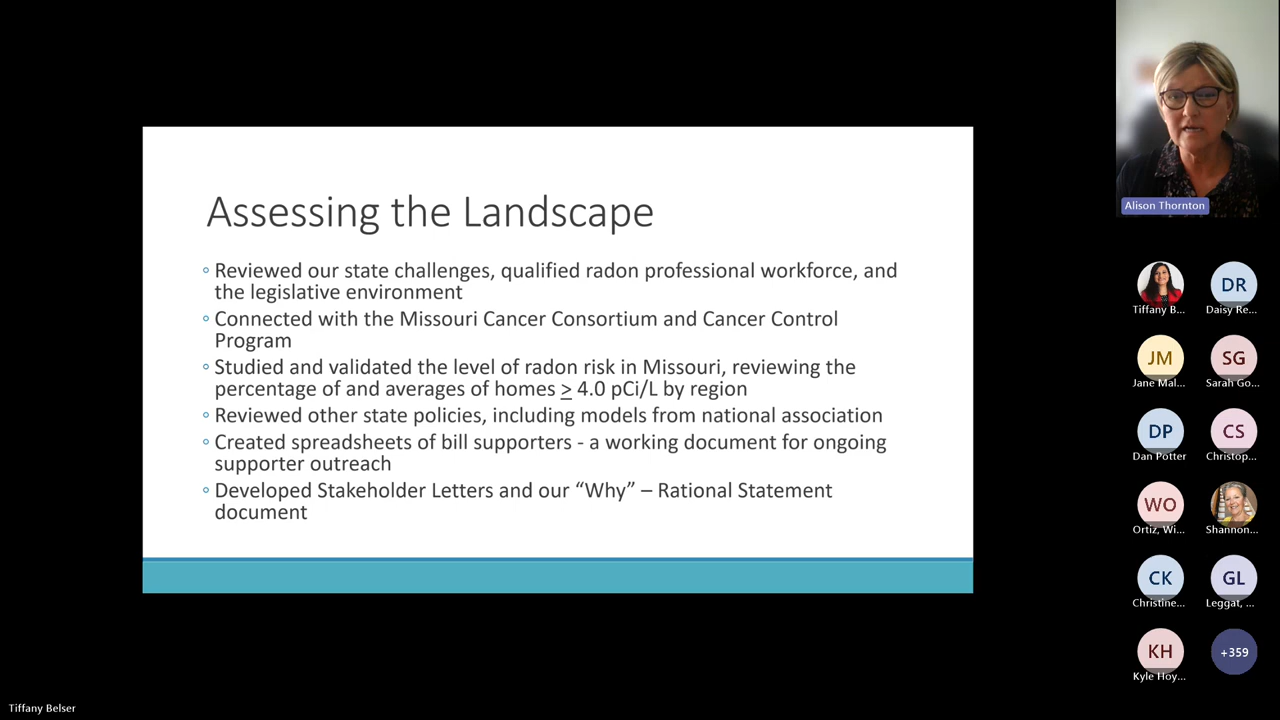 Assessing the Landscape
◦Reviewed our state challenges, qualified radon professional workforce, and
the legislative environment
◦Connected with the Missouri Cancer Consortium and Cancer Control
Program
◦Studied and validated the level of radon risk in Missouri, reviewing the
percentage of and averages of homes > 4.0 pCi/L by region
◦Reviewed other state policies, including models from national association
◦Created spreadsheets of bill supporters - a working document for ongoing
supporter outreach
◦Developed Stakeholder Letters and our “Why” – Rational Statement
document
Alison Thornton
Tiffany B...
DR
Daisy Re...
JM
Jane Mal...
SG
Sarah Go...
DP
Dan Potter
CS
Christop...
WO
Ortiz, Wi...
Shannon...
CK
Christine...
GL
Leggat, ...
KH
Kyle Hoy...
+359
Tiffany Belser